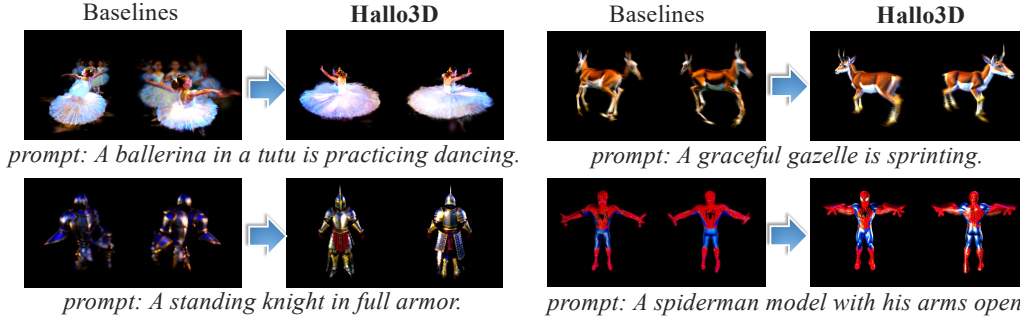 Baselines
Hallo3D
Baselines
Hallo3D
prompt: A ballerina in a tutu is practicing dancing.
prompt: A graceful gazelle is sprinting.
prompt: A standing knight in full armor.
prompt: A spiderman model with his arms open